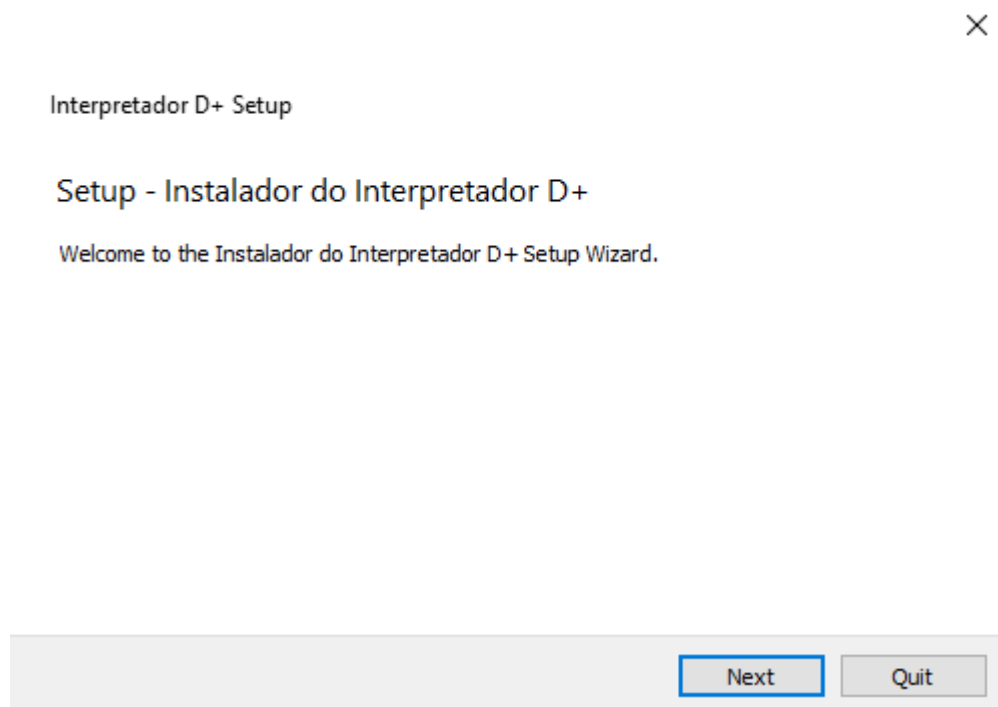 Interpretador D+ Setup
Setup - Instalador do Interpretador D+
Welcome to the Instalador do Interpretador D+ Setup Wizard.
Next
Quit